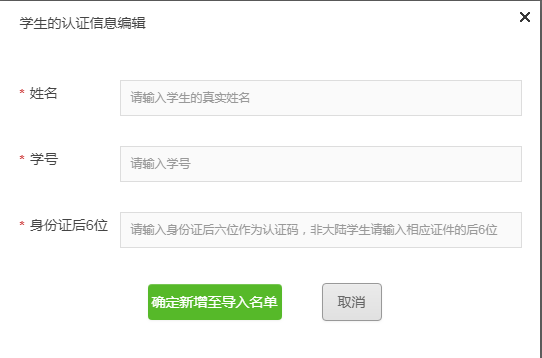 学生的认证信息编辑
* 姓名
请输入学生的真实姓名
* 学号
请输入学号
* 身份证后6位
请输入身份证后六位作为认证码，非大陆学生请输入相应证件的后6位
确定新增至导入名单
取消